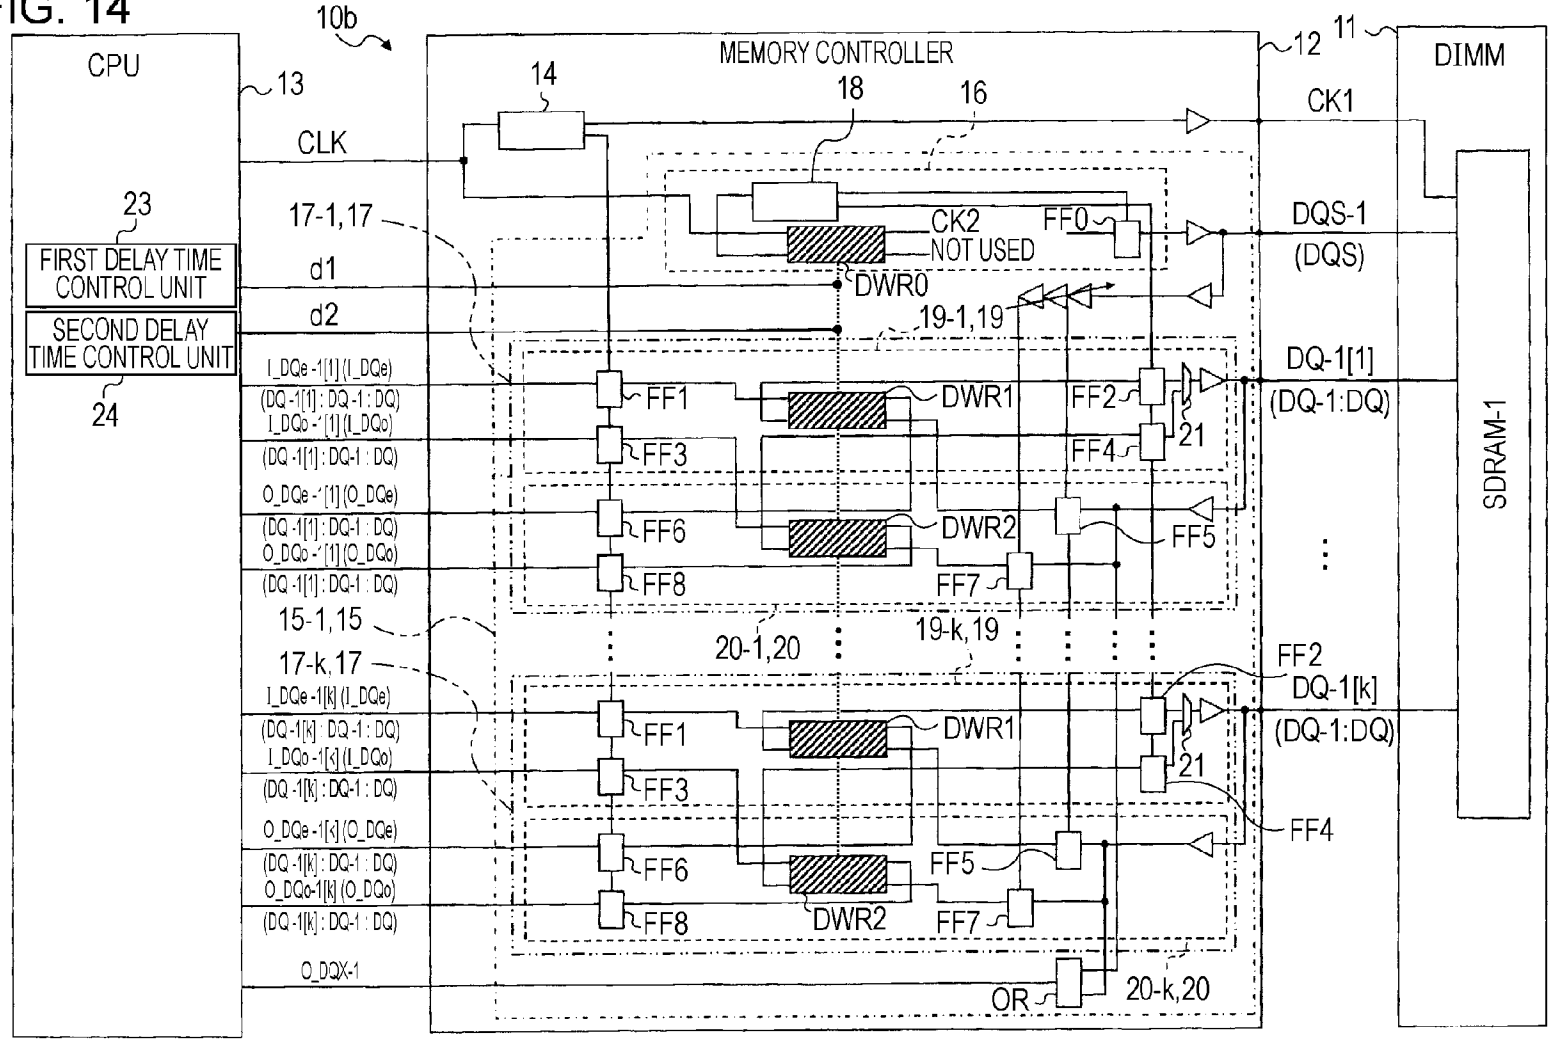 FIG. 14
10b
CPU
13
MEMORY CONTROLLER
12
11
DIMM
14
18
16
CK1
CLK
23
17-1,17
CK2
NOT USED
FF0
DQS-1
(DQS)
FIRST DELAY TIME
CONTROL UNIT
d1
DWR0
SECOND DELAY
TIME CONTROL UNIT
d2
19-1,19
24
I_DQe-1[1](I_DQe)
(DQ-1[1]:DQ-1:DQ)
FF1
DWR1
FF2
21
DQ-1[1]
(DQ-1:DQ)
I_DQo-1[1](I_DQo)
(DQ-1[1]:DQ-1:DQ)
FF3
FF4
SDRAM-1
O_DQe-1[1](O_DQe)
(DQ-1[1]:DQ-1:DQ)
FF6
DWR2
FF5
O_DQo-1[1](O_DQo)
(DQ-1[1]:DQ-1:DQ)
FF8
FF7
15-1,15
20-1,20
19-k,19
17-k,17
FF2
I_DQe-1[k](I_DQe)
(DQ-1[k]:DQ-1:DQ)
FF1
DWR1
21
DQ-1[k]
(DQ-1:DQ)
I_DQo-1[k](I_DQo)
(DQ-1[k]:DQ-1:DQ)
FF3
FF4
O_DQe-1[k](O_DQe)
(DQ-1[k]:DQ-1:DQ)
FF6
FF5
O_DQo-1[k](O_DQo)
(DQ-1[k]:DQ-1:DQ)
FF8
DWR2
FF7
O_DQX-1
OR
20-k,20